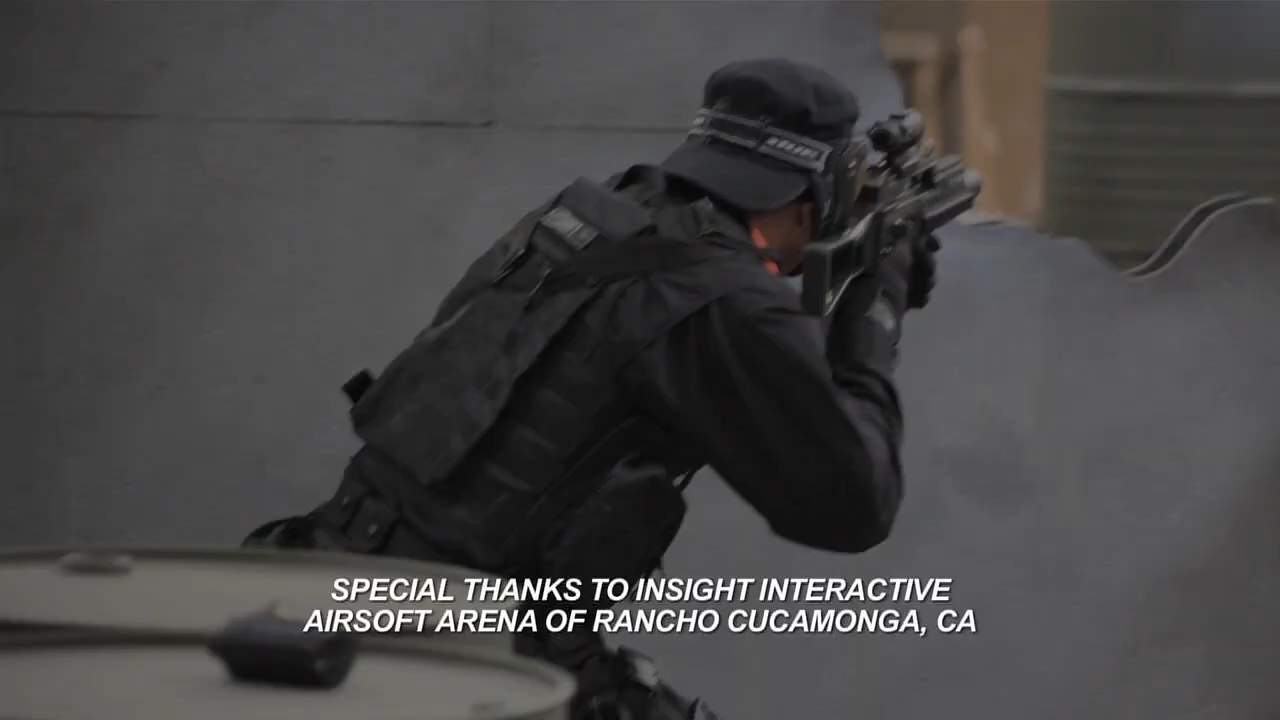 SPECIAL THANKS TO INSIGHT INTERACTIVE
AIRSOFT ARENA OF RANCHO CUCAMONGA, CA